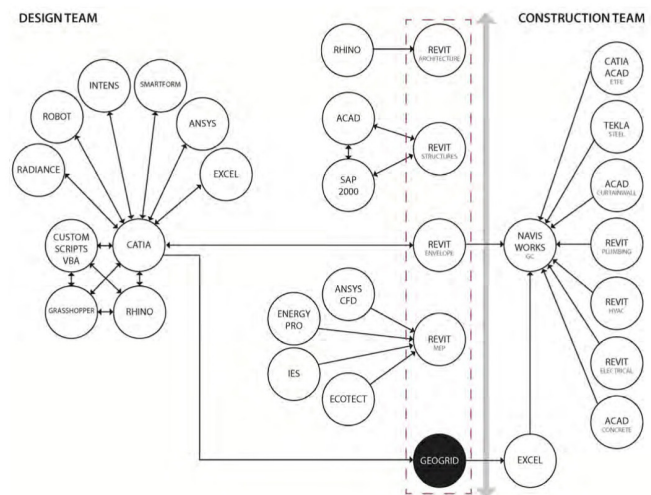 DESIGN TEAM
CONSTRUCTION TEAM
RHINO
REVIT
ARCHITECTURE
CATIA
ACAD
ETFE
INTENS
SMARTFORM
ROBOT
ANSYS
ACAD
REVIT
STRUCTURES
TEKLA
STEEL
RADIANCE
EXCEL
SAP
2000
ACAD
CURTAINWALL
CUSTOM
SCRIPTS
VBA
CATIA
REVIT
ENVELOPE
NAVIS
WORKS
GC
REVIT
PLUMBING
GRASSHOPPER
RHINO
ANSYS
CFD
ENERGY
PRO
REVIT
MEP
REVIT
HVAC
IES
ECOTECT
REVIT
ELECTRICAL
ACAD
CONCRETE
GEOGRID
EXCEL